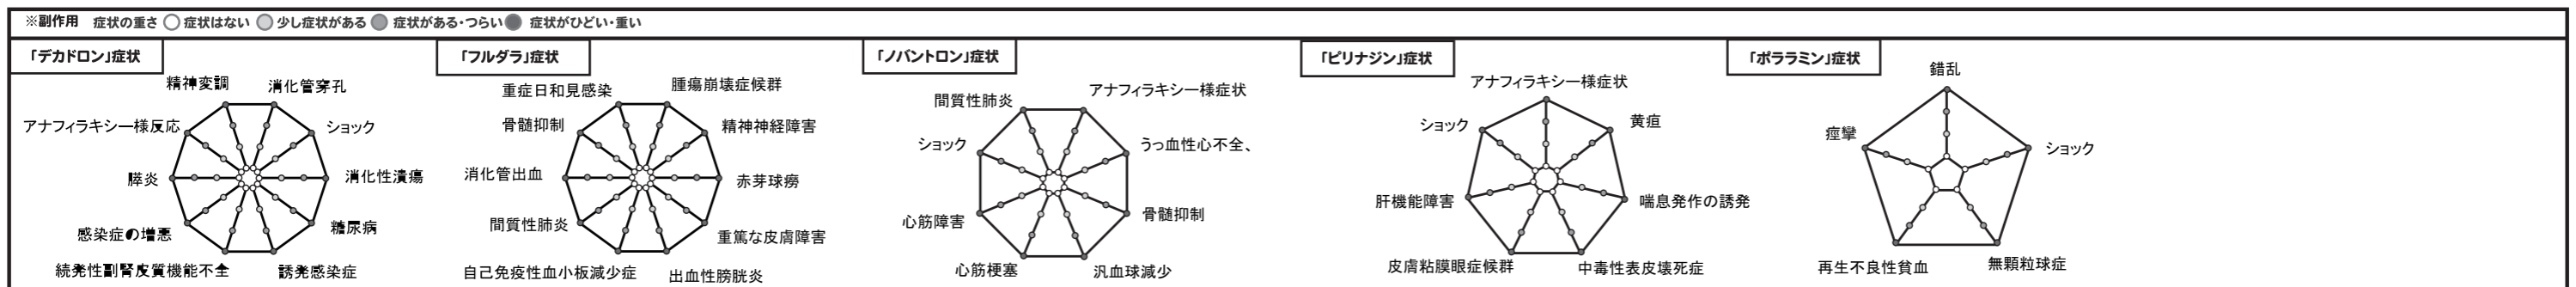 ※副作用 症状の重さ 症状はない 少し症状がある 症状がある・つらい 症状がひどい・重い
「デカドロン」症状
精神変調
消化管穿孔
アナフィラキシー様反応
ショック
膵炎
消化性潰瘍
感染症の増悪
糖尿病
続発性副腎皮質機能不全
誘発感染症
「フルダラ」症状
重症日和見感染
腫瘍崩壊症候群
骨髄抑制
精神神経障害
消化管出血
赤芽球癆
間質性肺炎
重篤な皮膚障害
自己免疫性血小板減少症
出血性膀胱炎
「ノバントロン」症状
間質性肺炎
アナフィラキシー様症状
ショック
うっ血性心不全、
心筋障害
骨髄抑制
心筋梗塞
汎血球減少
「ピリナジン」症状
アナフィラキシー様症状
ショック
黄疸
肝機能障害
喘息発作の誘発
皮膚粘膜眼症候群
中毒性表皮壊死症
「ポララミン」症状
錯乱
痙攣
ショック
再生不良性貧血
無顆粒球症